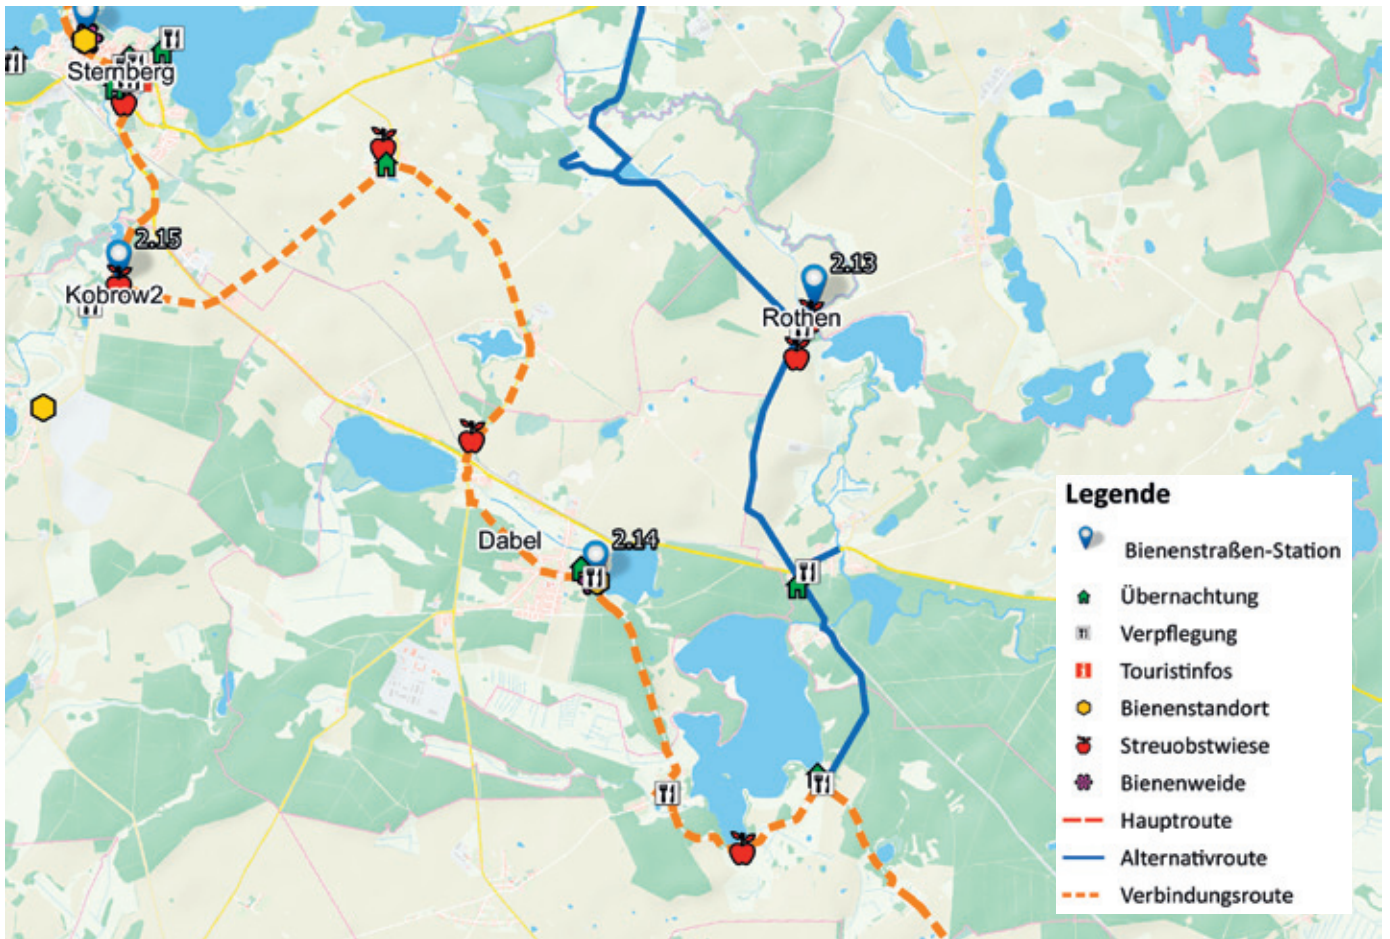 Sternberg
2.15
Kobrow2
2.13
Rothen
Dabel
2.14
Legende
Bienenstraßen-Station
Übernachtung
Verpflegung
Touristinfos
Bienenstandort
Streuobstwiese
Bienenweide
Hauptroute
Alternativroute
Verbindungsroute